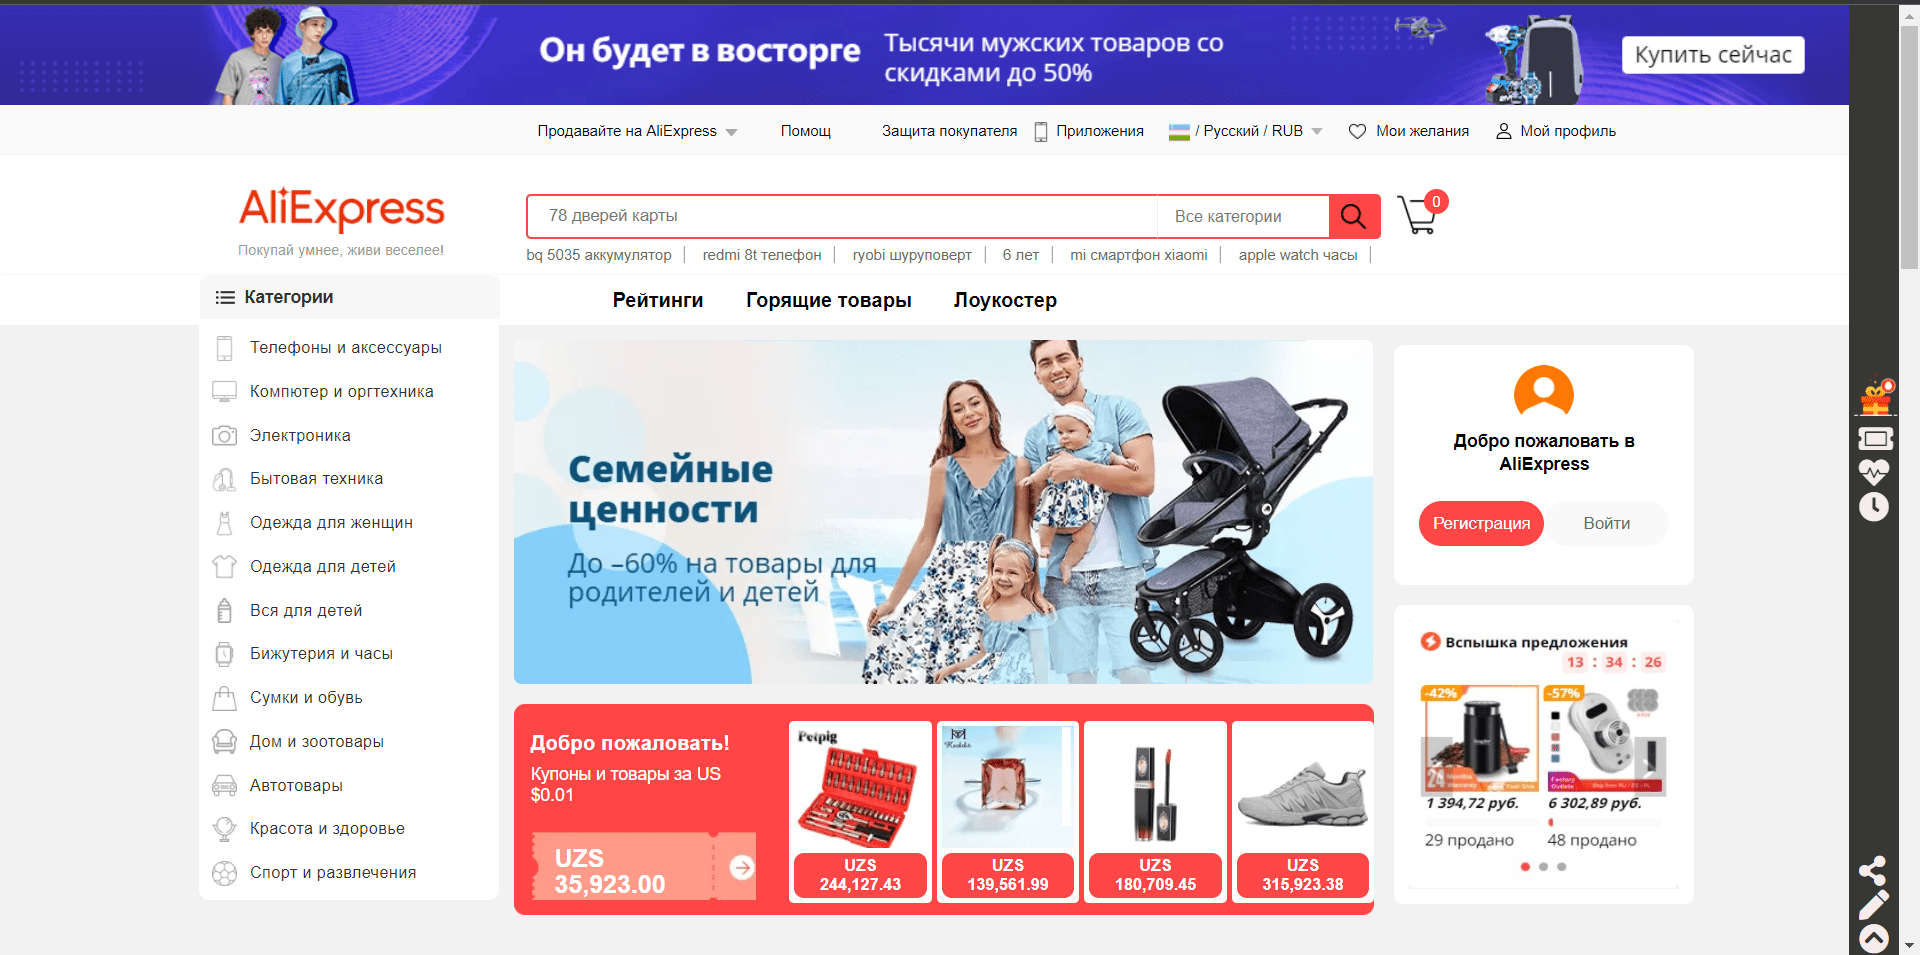 Он будет в восторге
Тысячи мужских товаров со
скидками до 50%
Купить сейчас
Продавайте на AliExpress
Помощ
Защита покупателя
Приложения
/ Русский / RUB
Мои желания
Мой профиль
AliExpress
Покупай умнее, живи веселее!
78 дверей карты
Все категории
0
bq 5035 аккумулятор | redmi 8t телефон | ryobi шуруповерт | 6 лет | mi смартфон xiaomi | apple watch часы |
Категории
Рейтинги
Горящие товары
Лоукостер
Телефоны и аксессуары
Компютер и оргтехника
Электроника
Бытовая техника
Одежда для женщин
Одежда для детей
Вся для детей
Бижутерия и часы
Сумки и обувь
Дом и зоотовары
Автотовары
Красота и здоровье
Спорт и развлечения
Семейные
ценности
До –60% на товары для
родителей и детей
Добро пожаловать в
AliExpress
Регистрация
Войти
Вспышка предложения
13 : 34 : 26
-42%
-57%
24
1 394,72 руб.
6 302,89 руб.
29 продано
48 продано
Добро пожаловать!
Купоны и товары за US
$0.01
UZS
35,923.00
Petpig
UZS
244,127.43
UZS
139,561.99
UZS
180,709.45
UZS
315,923.38